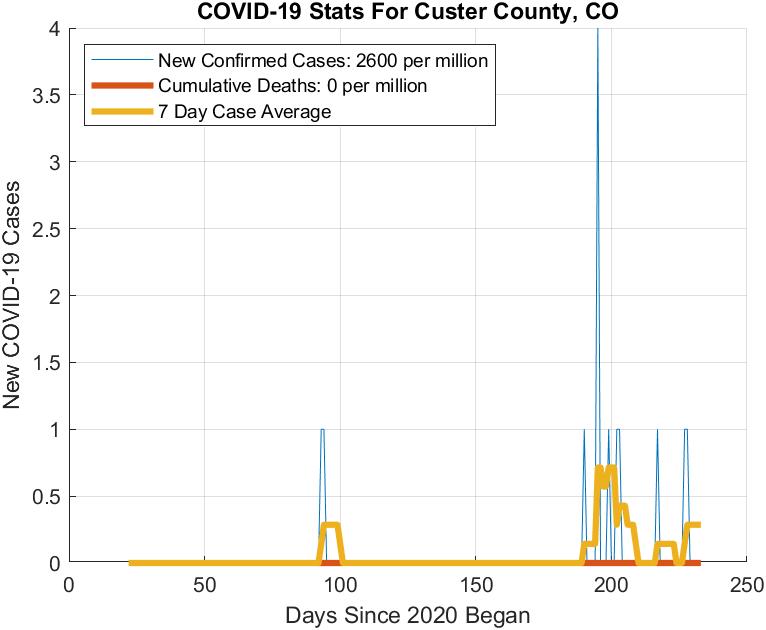 COVID-19 Stats For Custer County, CO
New Confirmed Cases: 2600 per million
Cumulative Deaths: 0 per million
7 Day Case Average
New COVID-19 Cases
4
3.5
3
2.5
2
1.5
1
0.5
0
0 50 100 150 200 250
Days Since 2020 Began